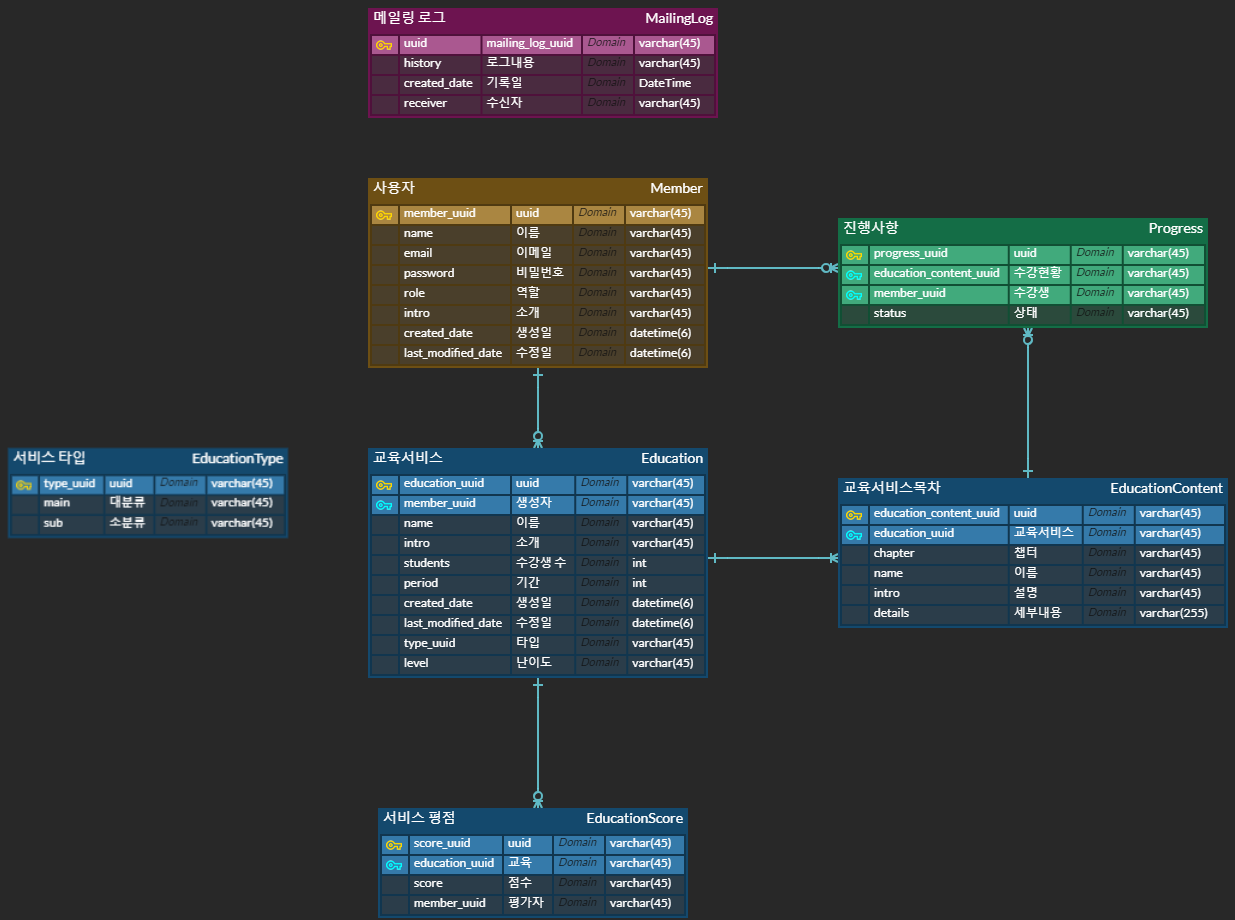 메일링 로그 MailingLog
uuid mailing_log_uuid Domain varchar(45)
history 로그내용 Domain varchar(45)
created_date 기록일 Domain DateTime
receiver 수신자 Domain varchar(45)
사용자 Member
member_uuid uuid Domain varchar(45)
name 이름 Domain varchar(45)
email 이메일 Domain varchar(45)
password 비밀번호 Domain varchar(45)
role 역할 Domain varchar(45)
intro 소개 Domain varchar(45)
created_date 생성일 Domain datetime(6)
last_modified_date 수정일 Domain datetime(6)
진행사항 Progress
progress_uuid uuid Domain varchar(45)
education_content_uuid 수강현황 Domain varchar(45)
member_uuid 수강생 Domain varchar(45)
status 상태 Domain varchar(45)
서비스 타입 EducationType
type_uuid uuid Domain varchar(45)
main 대분류 Domain varchar(45)
sub 소분류 Domain varchar(45)
교육서비스 Education
education_uuid uuid Domain varchar(45)
member_uuid 생성자 Domain varchar(45)
name 이름 Domain varchar(45)
intro 소개 Domain varchar(45)
students 수강생 수 Domain int
period 기간 Domain int
created_date 생성일 Domain datetime(6)
last_modified_date 수정일 Domain datetime(6)
type_uuid 타입 Domain varchar(45)
level 난이도 Domain varchar(45)
교육서비스목차 EducationContent
education_content_uuid uuid Domain varchar(45)
education_uuid 교육서비스 Domain varchar(45)
chapter 챕터 Domain varchar(45)
name 이름 Domain varchar(45)
intro 설명 Domain varchar(45)
details 세부내용 Domain varchar(255)
서비스 평점 EducationScore
score_uuid uuid Domain varchar(45)
education_uuid 교육 Domain varchar(45)
score 점수 Domain varchar(45)
member_uuid 평가자 Domain varchar(45)